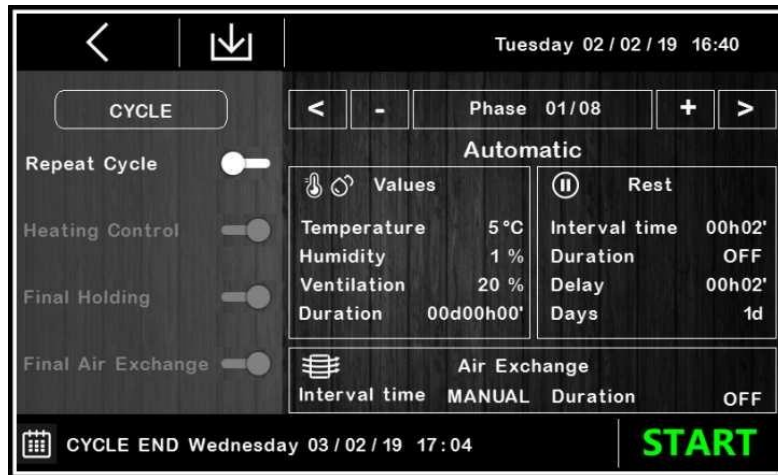 Tuesday 02 / 02 / 19 16:40
CYCLE
Repeat Cycle
Heating Control
Final Holding
Final Air Exchange
< - Phase 01/08 + >
Automatic
Values
Temperature 5°C
Humidity 1 %
Ventilation 20 %
Duration 00d00h00'
Rest
Interval time 00h02'
Duration OFF
Delay 00h02'
Days 1d
Air Exchange
Interval time MANUAL Duration OFF
CYCLE END Wednesday 03 / 02 / 19 17:04
START